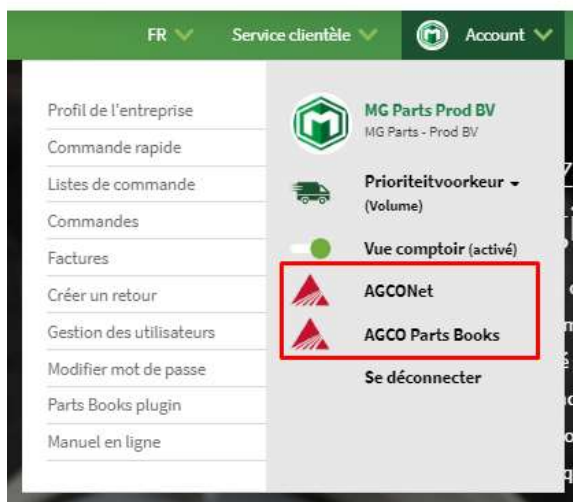 FR
Service clientèle
Account
Profil de l'entreprise
Commande rapide
Listes de commande
Commandes
Factures
Créer un retour
Gestion des utilisateurs
Modifier mot de passe
Parts Books plugin
Manuel en ligne
MG Parts Prod BV
MG Parts - Prod BV
Prioriteitvoorkeur
(Volume)
Vue comptoir (activé)
AGCONet
AGCO Parts Books
Se déconnecter